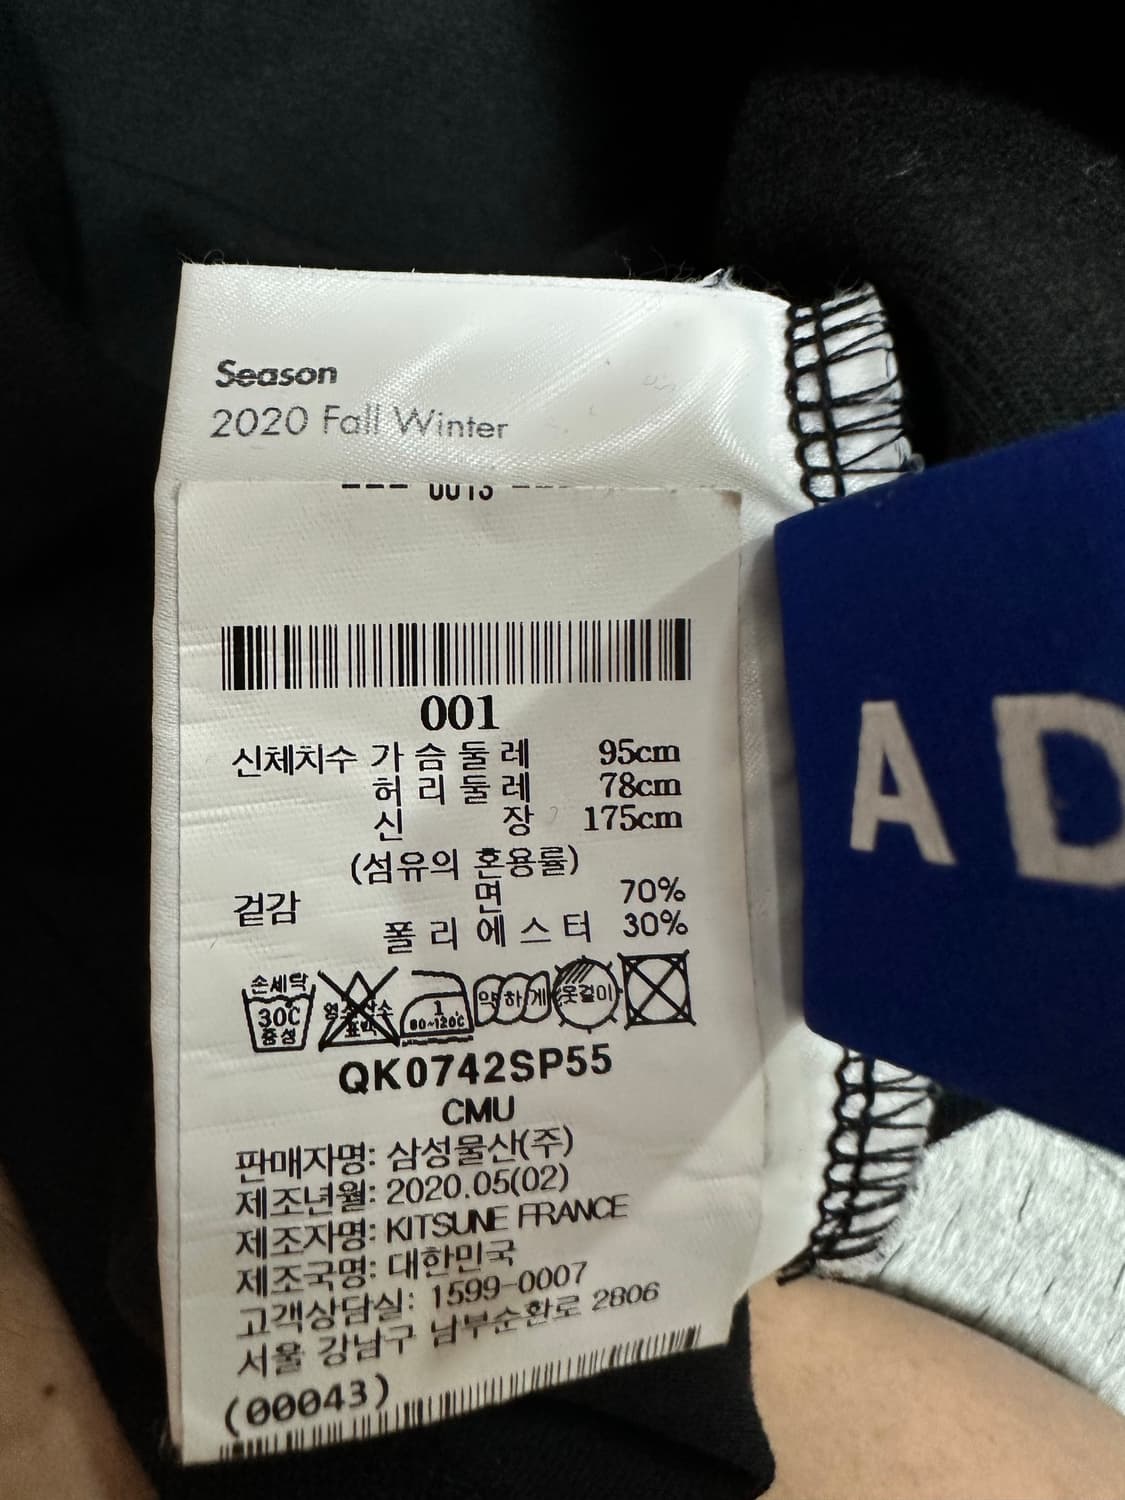 Season
2020 Fall Winter
--- 0013 ---
001
신체치수 가슴둘레 95cm
허리둘레 78cm
신장 175cm
(섬유의 혼용률)
겉감 면 70%
폴리에스터 30%
손세탁
30℃
중성
표백
1
80~120℃
약하게
옷걸이
QK0742SP55
CMU
판매자명: 삼성물산(주)
제조년월: 2020.05(02)
제조자명: KITSUNE FRANCE
제조국명: 대한민국
고객상담실: 1599-0007
서울 강남구 남부순환로 2806
(00043)
AD